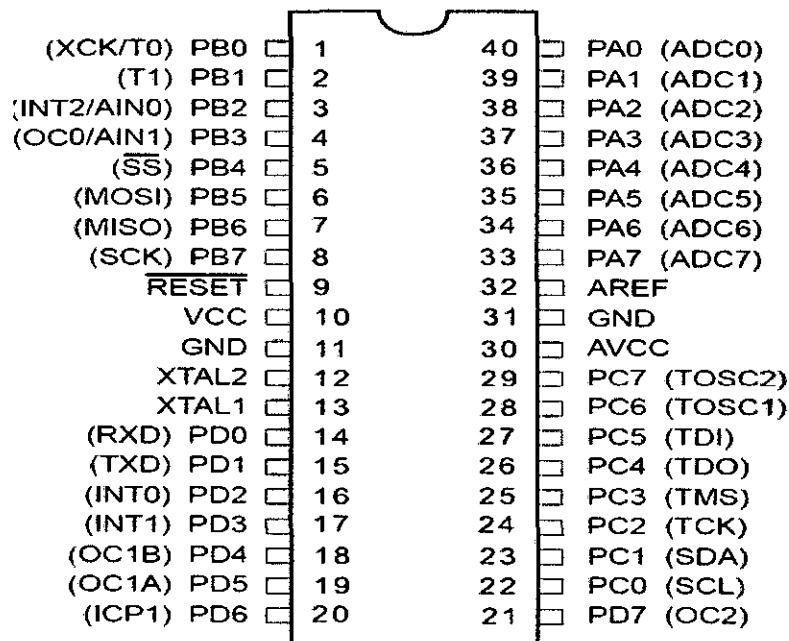 (XCK/T0) PB0 1 40 PA0 (ADC0)
(T1) PB1 2 39 PA1 (ADC1)
(INT2/AIN0) PB2 3 38 PA2 (ADC2)
(OC0/AIN1) PB3 4 37 PA3 (ADC3)
(SS) PB4 5 36 PA4 (ADC4)
(MOSI) PB5 6 35 PA5 (ADC5)
(MISO) PB6 7 34 PA6 (ADC6)
(SCK) PB7 8 33 PA7 (ADC7)
RESET 9 32 AREF
VCC 10 31 GND
GND 11 30 AVCC
XTAL2 12 29 PC7 (TOSC2)
XTAL1 13 28 PC6 (TOSC1)
(RXD) PD0 14 27 PC5 (TDI)
(TXD) PD1 15 26 PC4 (TDO)
(INT0) PD2 16 25 PC3 (TMS)
(INT1) PD3 17 24 PC2 (TCK)
(OC1B) PD4 18 23 PC1 (SDA)
(OC1A) PD5 19 22 PC0 (SCL)
(ICP1) PD6 20 21 PD7 (OC2)